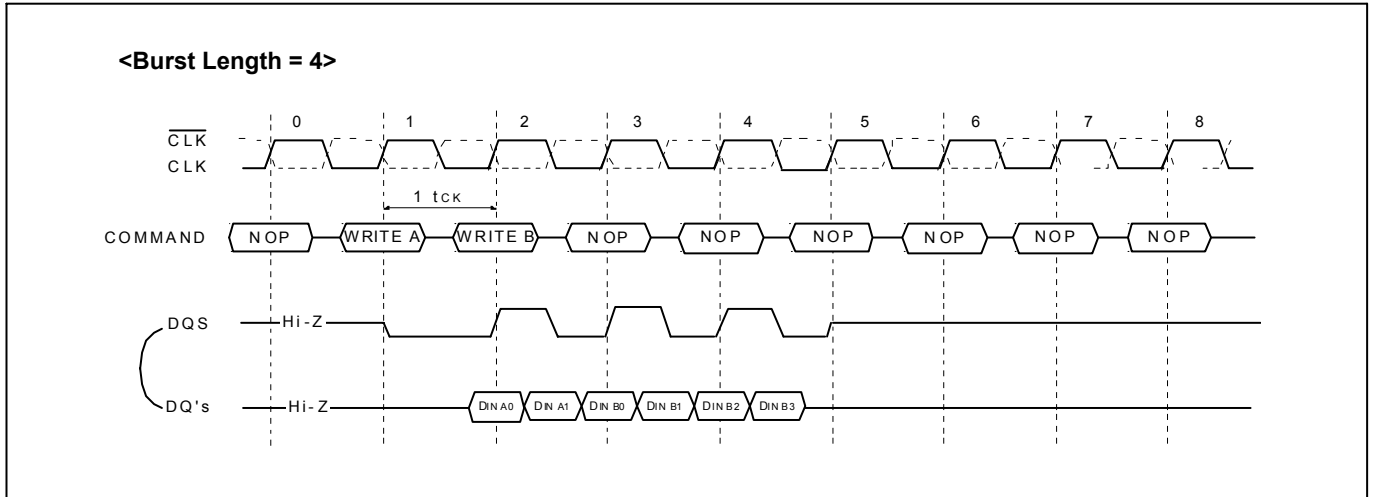 <Burst Length = 4>
0 1 2 3 4 5 6 7 8
CLK
CLK
1 tCK
COMMAND NOP WRITE A WRITE B NOP NOP NOP NOP NOP NOP
DQS Hi-Z
DQ's Hi-Z DIN A0 DIN A1 DIN B0 DIN B1 DIN B2 DIN B3